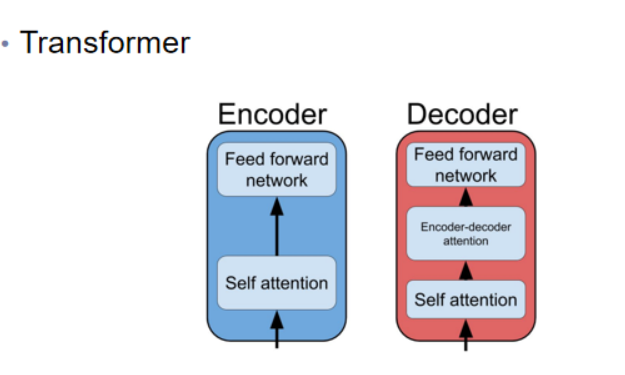 • Transformer
Encoder
Feed forward
network
Self attention
Decoder
Feed forward
network
Encoder-decoder
attention
Self attention